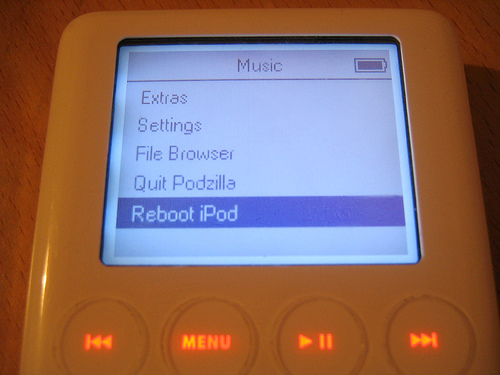 Music
Extras
Settings
File Browser
Quit Podzilla
Reboot iPod
MENU